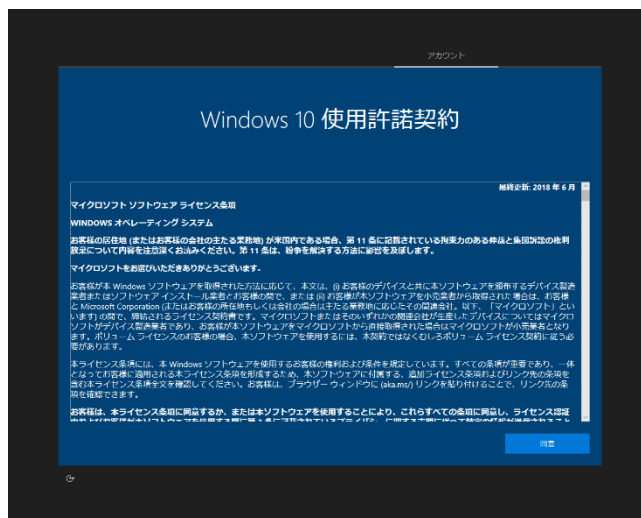 アカウント
Windows 10 使用許諾契約
最終更新: 2018 年 6 月
マイクロソフト ソフトウェア ライセンス条項
WINDOWS オペレーティング システム
お客様の居住地 (またはお客様の会社の主たる業務地) が米国内である場合、第 11 条に記載されている拘束力のある仲裁と集団訴訟の権利
放棄について内容を注意深くお読みください。第 11 条は、紛争を解決する方法に影響を及ぼします。
マイクロソフトをお選びいただきありがとうございます。
お客様が本 Windows ソフトウェアを取得された方法に応じて、本文は、(i) お客様のデバイスと共に本ソフトウェアを頒布するデバイス製造
業者またはソフトウェア インストール業者とお客様の間で、または (ii) お客様が本ソフトウェアを小売業者から取得された場合は、お客様
と Microsoft Corporation (またはお客様の所在地もしくは会社の場合は主たる業務地に応じたその関連会社。以下、「マイクロソフト」とい
います) の間で、締結されるライセンス契約書です。マイクロソフトまたはそのいずれかの関連会社が生産したデバイスについてはマイクロ
ソフトがデバイス製造業者であり、お客様が本ソフトウェアをマイクロソフトから直接取得された場合はマイクロソフトが小売業者となり
ます。ボリューム ライセンスのお客様の場合、本ソフトウェアを使用するには、本契約ではなくむしろボリューム ライセンス契約に従う必
要があります。
本ライセンス条項には、本 Windows ソフトウェアを使用するお客様の権利および条件を規定しています。すべての条項が重要であり、一体
となってお客様に適用される本ライセンス条項を形成するため、本ソフトウェアに付属する、追加ライセンス条項およびリンク先の条項を
含む本ライセンス条項全文を確認してください。お客様は、ブラウザー ウィンドウに (aka.ms/) リンクを貼り付けることで、リンク先の条
項を確認できます。
お客様は、本ライセンス条項に同意するか、または本ソフトウェアを使用することにより、これらすべての条項に同意し、ライセンス認証
同意